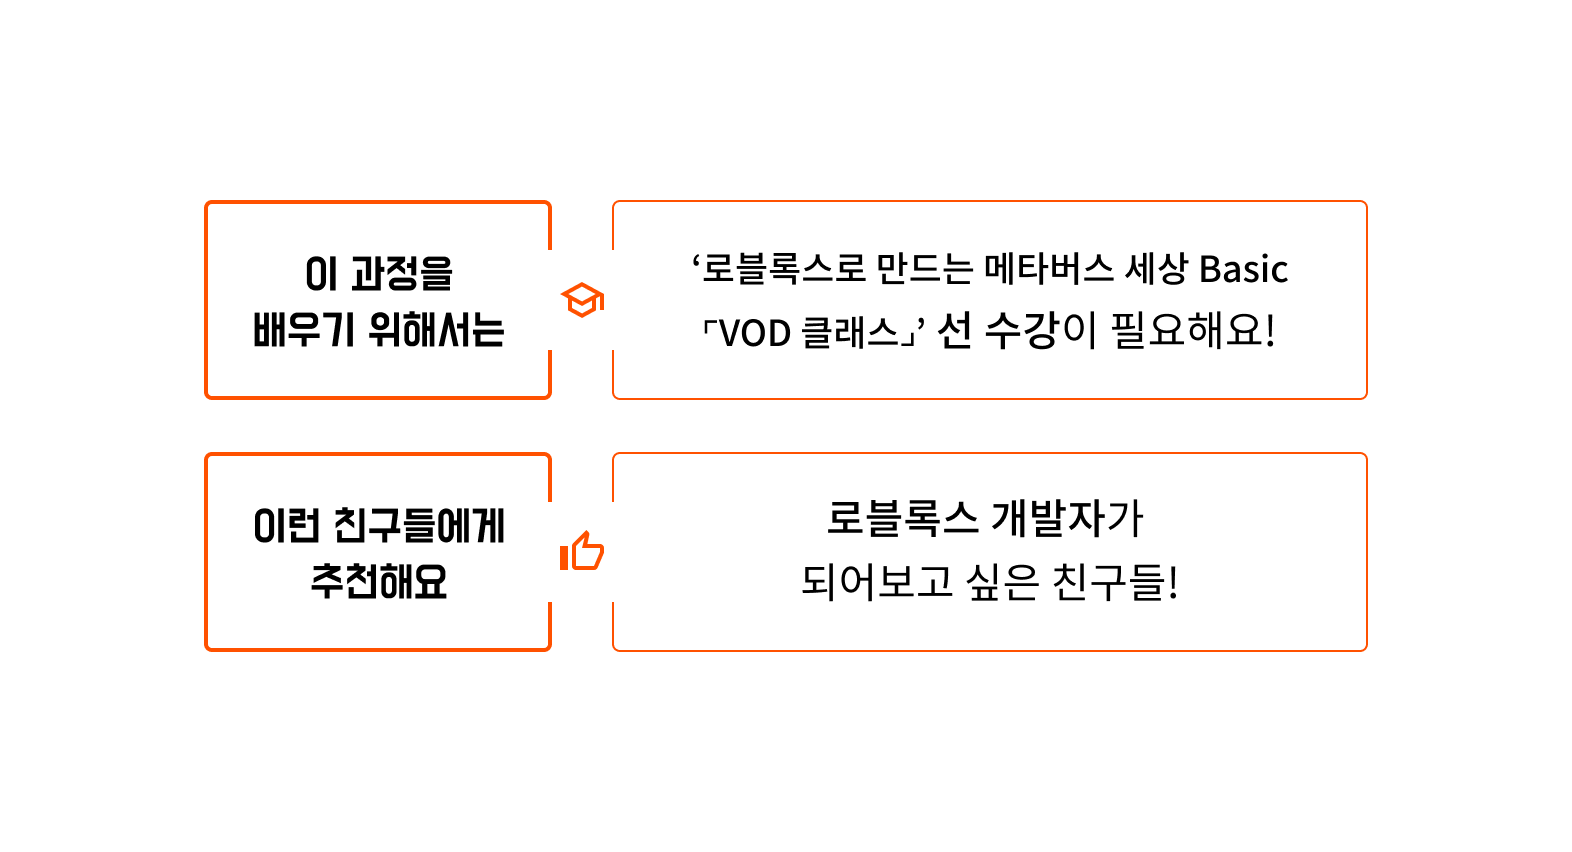 이 과정을
배우기 위해서는
‘로블록스로 만드는 메타버스 세상 Basic
「VOD 클래스」’ 선 수강이 필요해요!
이런 친구들에게
추천해요
로블록스 개발자가
되어보고 싶은 친구들!